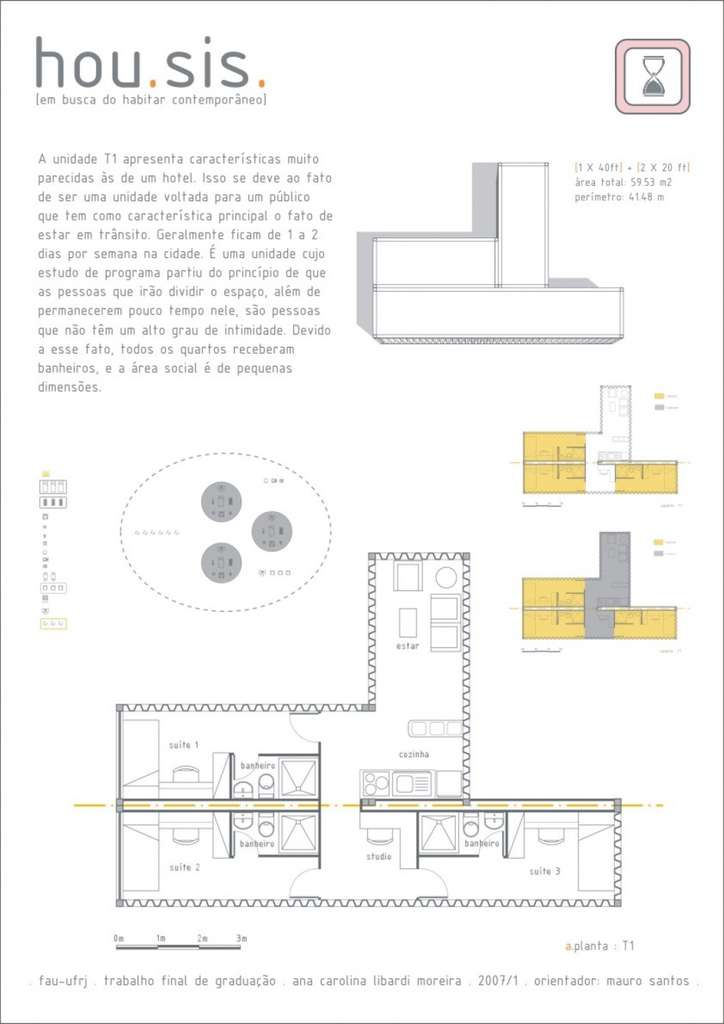 hou.sis.
[em busca do habitar contemporâneo]
A unidade T1 apresenta características muito
parecidas às de um hotel. Isso se deve ao fato
de ser uma unidade voltada para um público
que tem como característica principal o fato de
estar em trânsito. Geralmente ficam de 1 a 2
dias por semana na cidade. É uma unidade cujo
estudo de programa partiu do princípio de que
as pessoas que irão dividir o espaço, além de
permanecerem pouco tempo nele, são pessoas
que não têm um alto grau de intimidade. Devido
a esse fato, todos os quartos receberam
banheiros, e a área social é de pequenas
dimensões.
[1 X 40ft] + [2 X 20 ft]
área total: 59.53 m2
perímetro: 41.48 m
estar
cozinha
suíte 1
banheiro
suíte 2
banheiro
studio
banheiro
suíte 3
0m 1m 2m 3m
a.planta : T1
. fau-ufrj . trabalho final de graduação . ana carolina libardi moreira . 2007/1 . orientador: mauro santos .